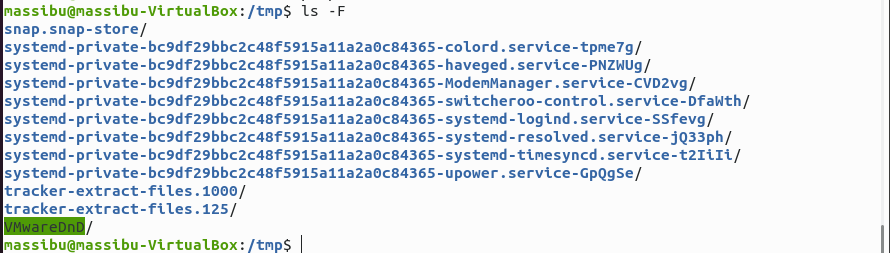 massibu@massibu-VirtualBox:/tmp$ ls -F
snap.snap-store/
systemd-private-bc9df29bbc2c48f5915a11a2a0c84365-colord.service-tpme7g/
systemd-private-bc9df29bbc2c48f5915a11a2a0c84365-haveged.service-PNZWUg/
systemd-private-bc9df29bbc2c48f5915a11a2a0c84365-ModemManager.service-CVD2vg/
systemd-private-bc9df29bbc2c48f5915a11a2a0c84365-switcheroo-control.service-DfaWth/
systemd-private-bc9df29bbc2c48f5915a11a2a0c84365-systemd-logind.service-SSfevg/
systemd-private-bc9df29bbc2c48f5915a11a2a0c84365-systemd-resolved.service-jQ33ph/
systemd-private-bc9df29bbc2c48f5915a11a2a0c84365-systemd-timesyncd.service-t2IiIi/
systemd-private-bc9df29bbc2c48f5915a11a2a0c84365-upower.service-GpQgSe/
tracker-extract-files.1000/
tracker-extract-files.125/
VMwareDnD/
massibu@massibu-VirtualBox:/tmp$